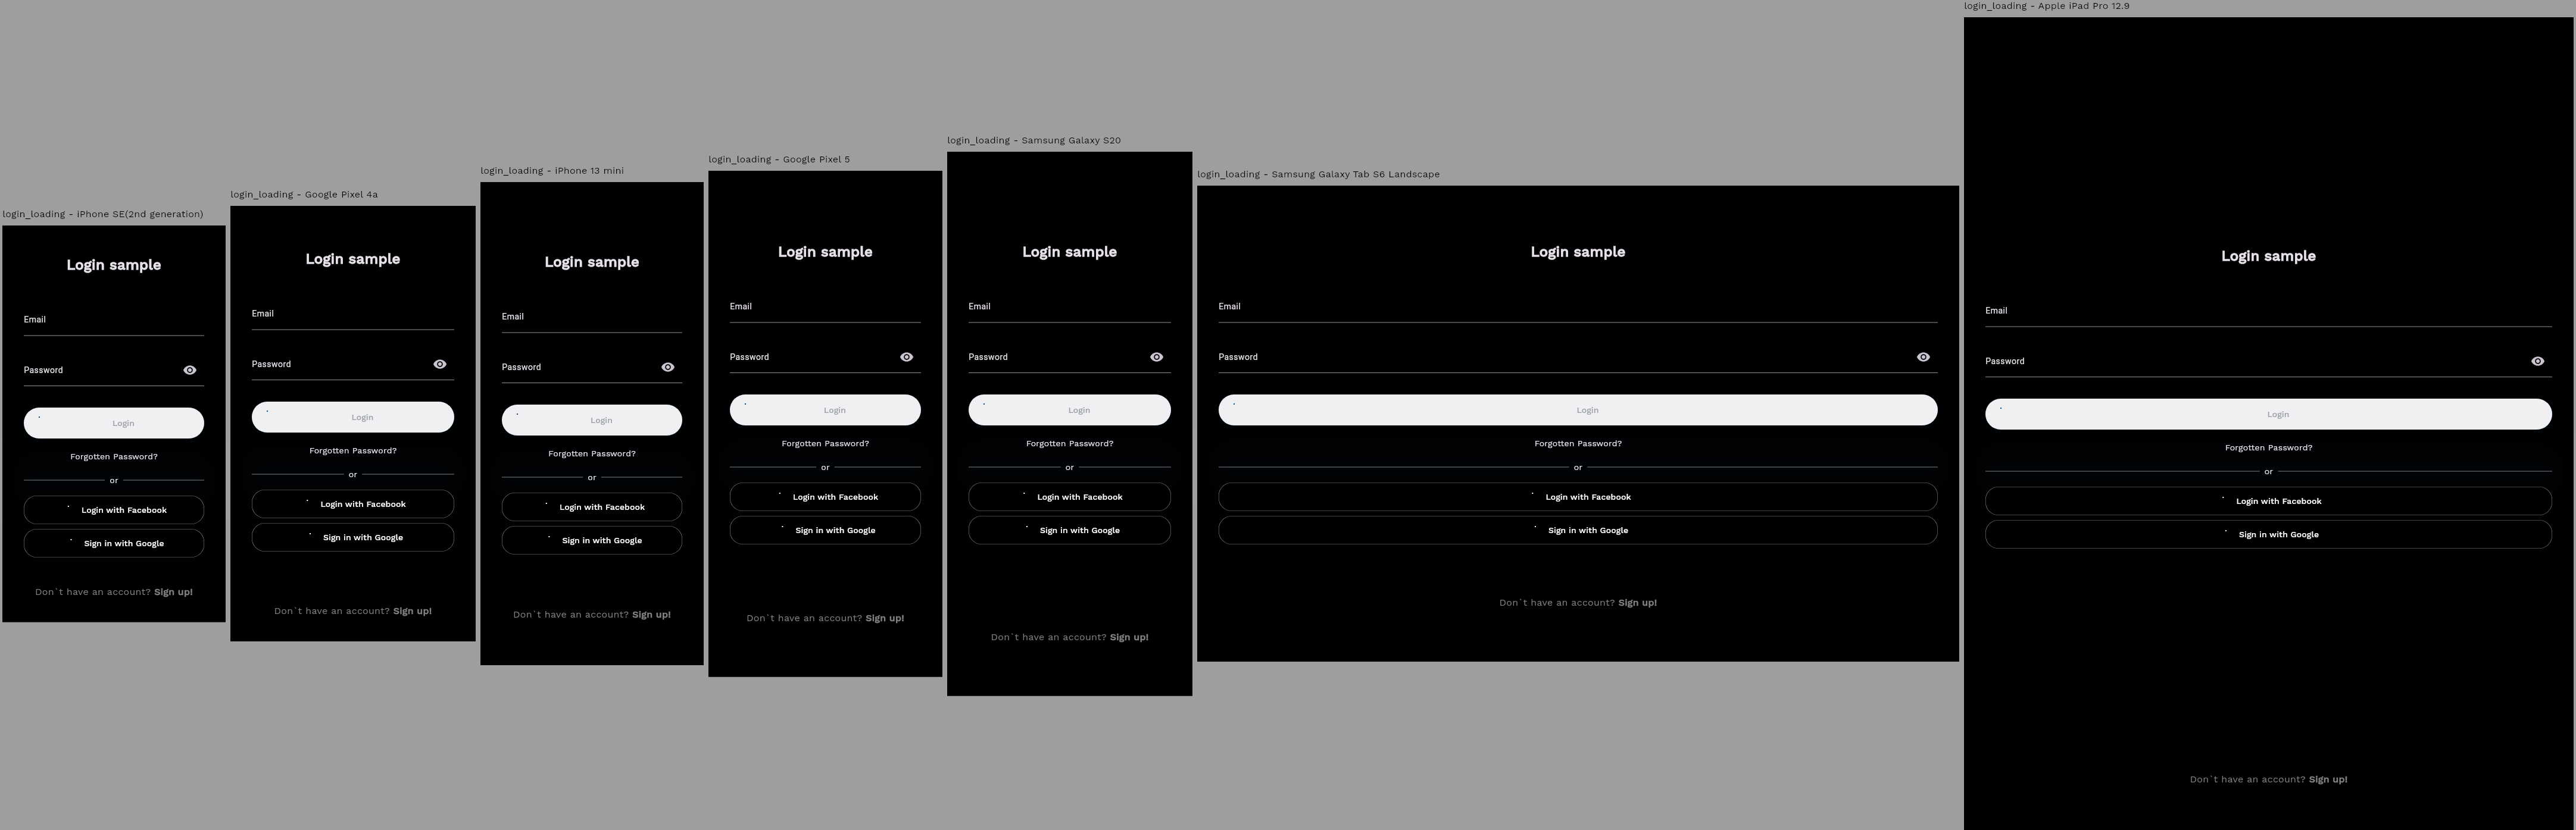 login_loading - iPhone SE(2nd generation)
Login sample
Email
Password
Login
Forgotten Password?
or
Login with Facebook
Sign in with Google
Don`t have an account? Sign up!
login_loading - Google Pixel 4a
Login sample
Email
Password
Login
Forgotten Password?
or
Login with Facebook
Sign in with Google
Don`t have an account? Sign up!
login_loading - iPhone 13 mini
Login sample
Email
Password
Login
Forgotten Password?
or
Login with Facebook
Sign in with Google
Don`t have an account? Sign up!
login_loading - Google Pixel 5
Login sample
Email
Password
Login
Forgotten Password?
or
Login with Facebook
Sign in with Google
Don`t have an account? Sign up!
login_loading - Samsung Galaxy S20
Login sample
Email
Password
Login
Forgotten Password?
or
Login with Facebook
Sign in with Google
Don`t have an account? Sign up!
login_loading - Samsung Galaxy Tab S6 Landscape
Login sample
Email
Password
Login
Forgotten Password?
or
Login with Facebook
Sign in with Google
Don`t have an account? Sign up!
login_loading - Apple iPad Pro 12.9
Login sample
Email
Password
Login
Forgotten Password?
or
Login with Facebook
Sign in with Google
Don`t have an account? Sign up!